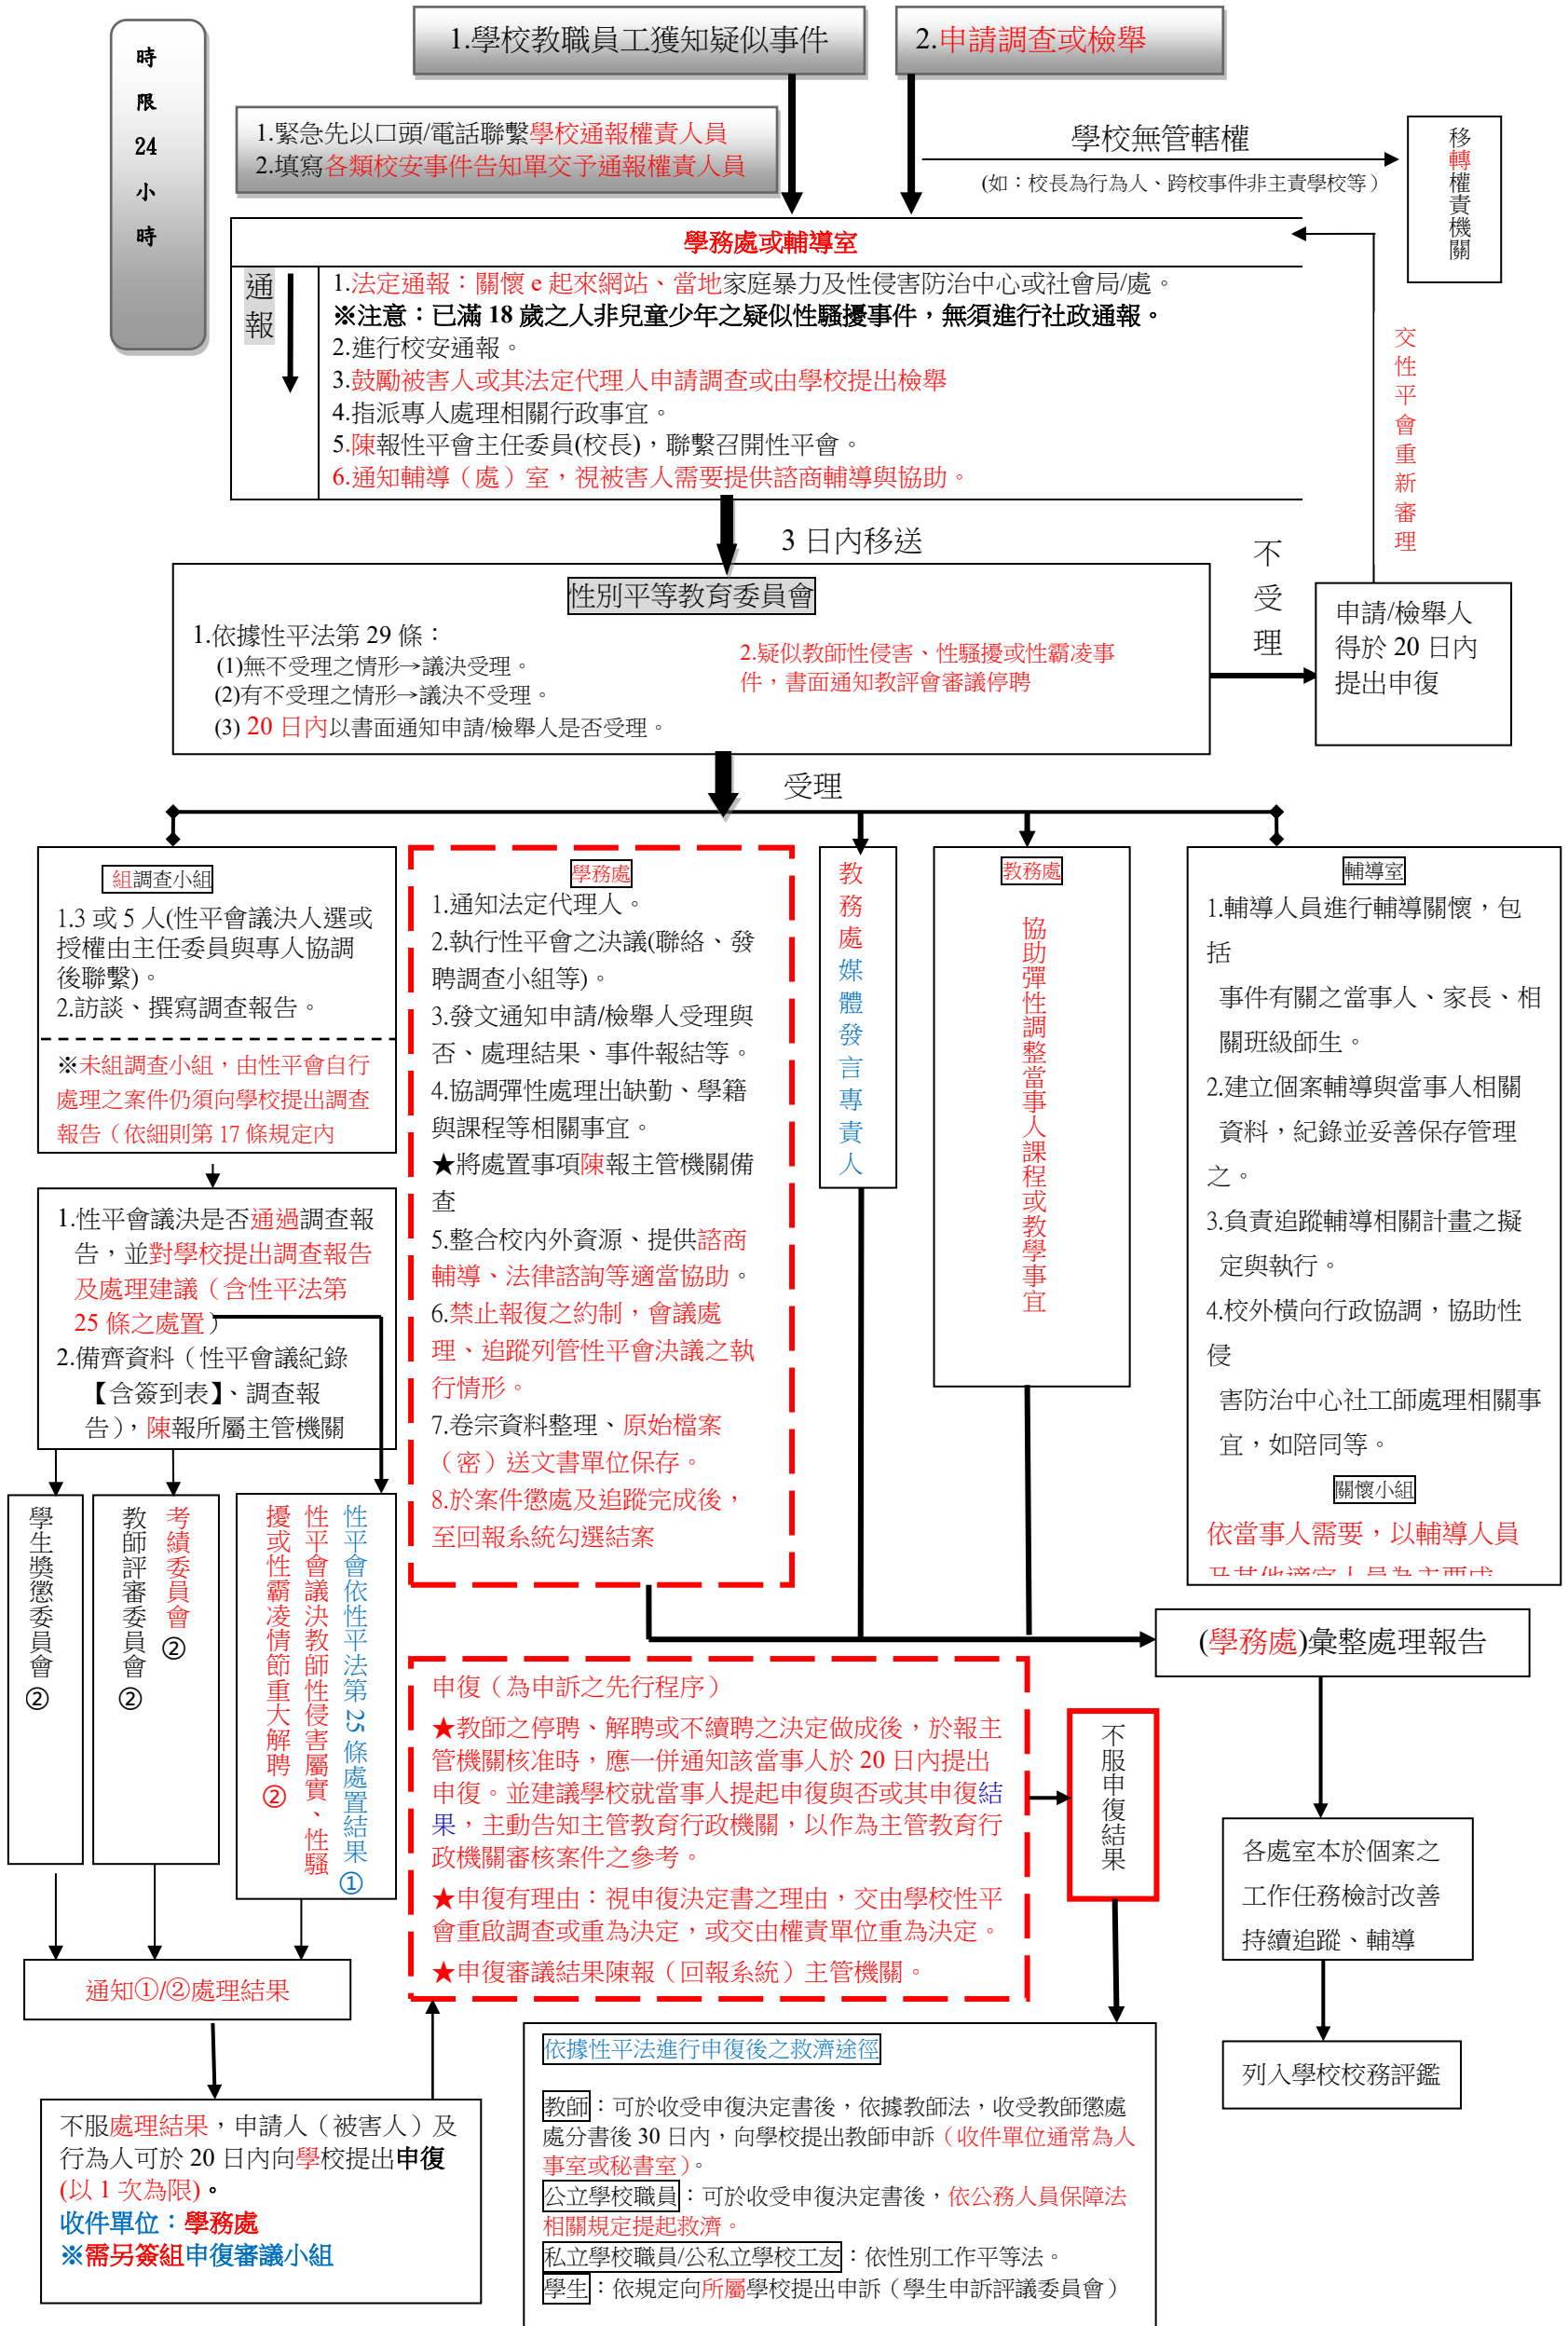 時
限
24
小
時
1.學校教職員工獲知疑似事件
2.申請調查或檢舉
1.緊急先以口頭/電話聯繫學校通報權責人員
2.填寫各類校安事件告知單交予通報權責人員
學校無管轄權
(如：校長為行為人、跨校事件非主責學校等）
移轉權責機關
學務處或輔導室
通報
1.法定通報：關懷 e 起來網站、當地家庭暴力及性侵害防治中心或社會局/處。
※注意：已滿 18 歲之人非兒童少年之疑似性騷擾事件，無須進行社政通報。
2.進行校安通報。
3.鼓勵被害人或其法定代理人申請調查或由學校提出檢舉
4.指派專人處理相關行政事宜。
5.陳報性平會主任委員(校長)，聯繫召開性平會。
6.通知輔導（處）室，視被害人需要提供諮商輔導與協助。
交性平會重新審理
3 日內移送
性別平等教育委員會
1.依據性平法第 29 條：
(1)無不受理之情形→議決受理。
(2)有不受理之情形→議決不受理。
(3) 20 日內以書面通知申請/檢舉人是否受理。
2.疑似教師性侵害、性騷擾或性霸凌事
件，書面通知教評會審議停聘
不受理
申請/檢舉人
得於 20 日內
提出申復
受理
組調查小組
1.3 或 5 人(性平會議決人選或
授權由主任委員與專人協調
後聯繫)。
2.訪談、撰寫調查報告。
※未組調查小組，由性平會自行
處理之案件仍須向學校提出調查
報告（依細則第 17 條規定內
1.性平會議決是否通過調查報
告，並對學校提出調查報告
及處理建議（含性平法第
25 條之處置）
2.備齊資料（性平會議紀錄
【含簽到表】、調查報
告），陳報所屬主管機關
學務處
1.通知法定代理人。
2.執行性平會之決議(聯絡、發
聘調查小組等)。
3.發文通知申請/檢舉人受理與
否、處理結果、事件報結等。
4.協調彈性處理出缺勤、學籍
與課程等相關事宜。
★將處置事項陳報主管機關備
查
5.整合校內外資源、提供諮商
輔導、法律諮詢等適當協助。
6.禁止報復之約制，會議處
理、追蹤列管性平會決議之執
行情形。
7.卷宗資料整理、原始檔案
（密）送文書單位保存。
8.於案件懲處及追蹤完成後，
至回報系統勾選結案
教務處媒體發言專責人
教務處
協助彈性調整當事人課程或教學事宜
輔導室
1.輔導人員進行輔導關懷，包
括
事件有關之當事人、家長、相
關班級師生。
2.建立個案輔導與當事人相關
資料，紀錄並妥善保存管理
之。
3.負責追蹤輔導相關計畫之擬
定與執行。
4.校外橫向行政協調，協助性
侵
害防治中心社工師處理相關事
宜，如陪同等。
關懷小組
依當事人需要，以輔導人員
及其他適宜人員為主要成
學生獎懲委員會②
考績委員會②
教師評審委員會②
性平會依性平法第 25 條處置結果①
性平會議決教師性侵害屬實、性騷
擾或性霸凌情節重大解聘②
(學務處)彙整處理報告
申復（為申訴之先行程序）
★教師之停聘、解聘或不續聘之決定做成後，於報主
管機關核准時，應一併通知該當事人於 20 日內提出
申復。並建議學校就當事人提起申復與否或其申復結
果，主動告知主管教育行政機關，以作為主管教育行
政機關審核案件之參考。
★申復有理由：視申復決定書之理由，交由學校性平
會重啟調查或重為決定，或交由權責單位重為決定。
★申復審議結果陳報（回報系統）主管機關。
不服申復結果
各處室本於個案之
工作任務檢討改善
持續追蹤、輔導
列入學校校務評鑑
通知①/②處理結果
不服處理結果，申請人（被害人）及
行為人可於 20 日內向學校提出申復
(以 1 次為限)。
收件單位：學務處
※需另簽組申復審議小組
依據性平法進行申復後之救濟途徑
教師：可於收受申復決定書後，依據教師法，收受教師懲處
處分書後 30 日內，向學校提出教師申訴（收件單位通常為人
事室或秘書室）。
公立學校職員：可於收受申復決定書後，依公務人員保障法
相關規定提起救濟。
私立學校職員/公私立學校工友：依性別工作平等法。
學生：依規定向所屬學校提出申訴（學生申訴評議委員會）